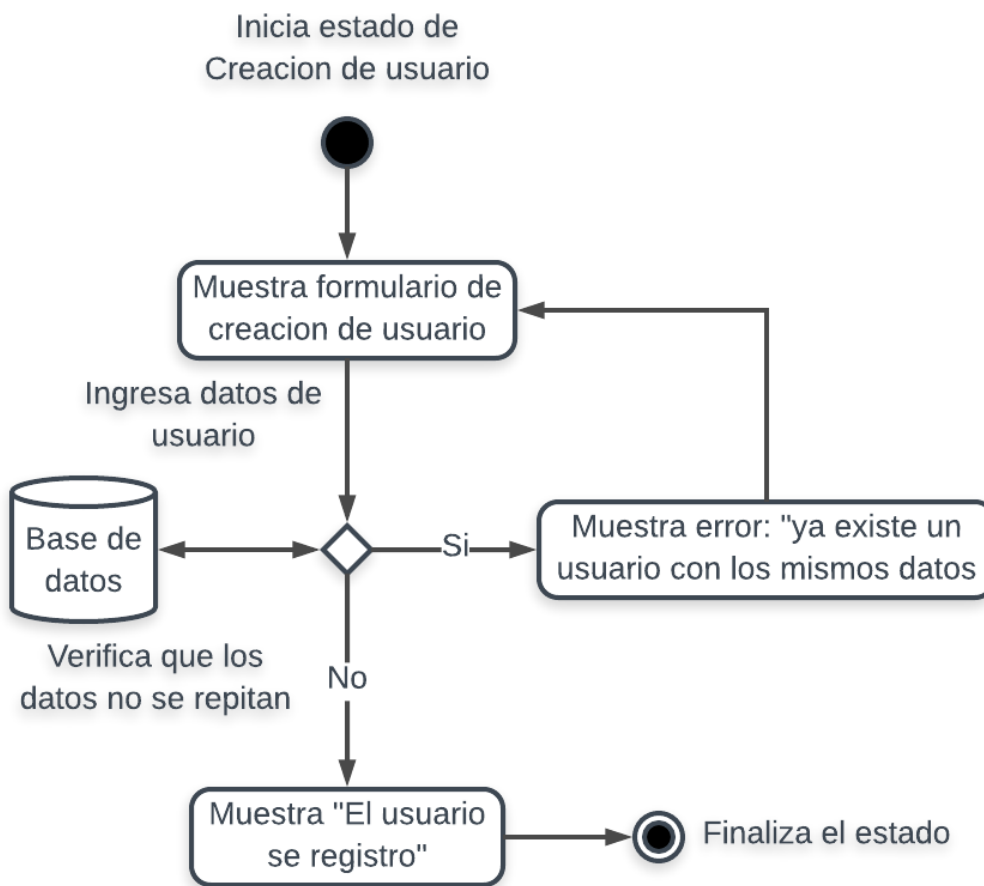 Inicia estado de
Creacion de usuario
Muestra formulario de
creacion de usuario
Ingresa datos de
usuario
Base de
datos
Si
Muestra error: "ya existe un
usuario con los mismos datos
Verifica que los
datos no se repitan
No
Muestra "El usuario
se registro"
Finaliza el estado